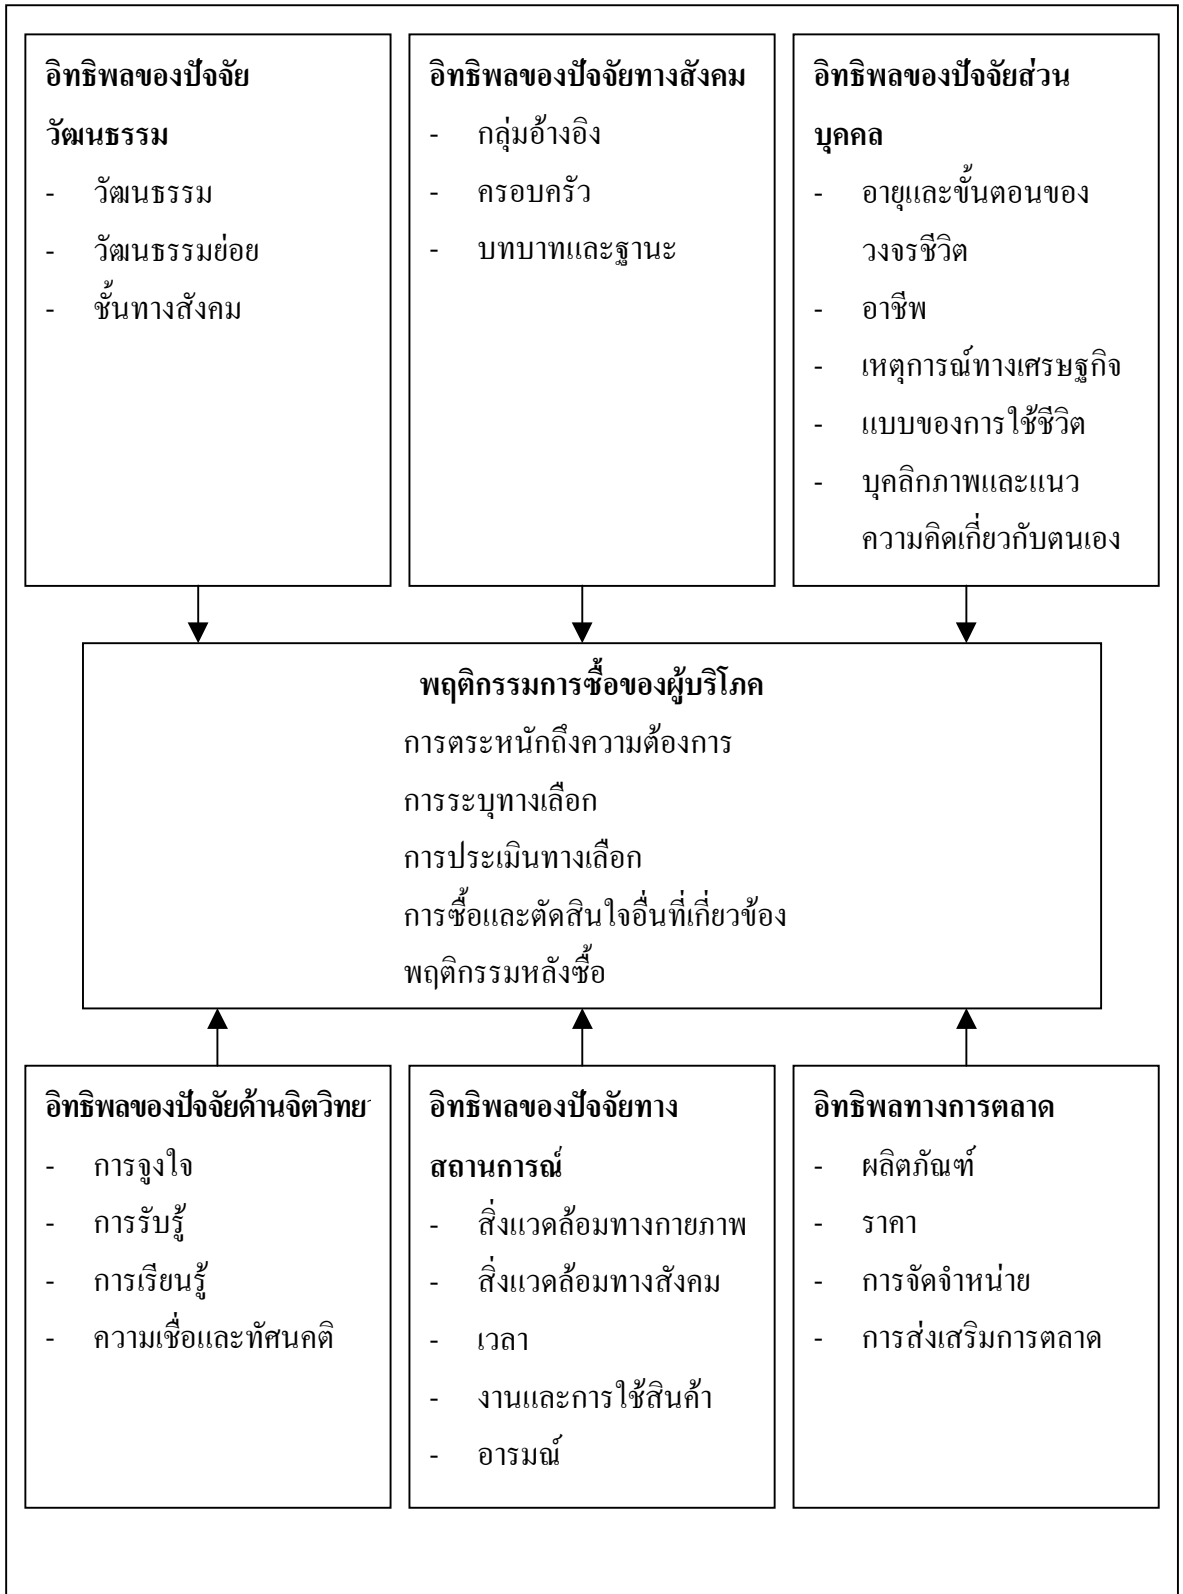 อิทธิพลของปัจจัย
วัฒนธรรม
- วัฒนธรรม
- วัฒนธรรมย่อย
- ชั้นทางสังคม
อิทธิพลของปัจจัยทางสังคม
- กลุ่มอ้างอิง
- ครอบครัว
- บทบาทและฐานะ
อิทธิพลของปัจจัยส่วน
บุคคล
- อายุและขั้นตอนของ
วงจรชีวิต
- อาชีพ
- เหตุการณ์ทางเศรษฐกิจ
- แบบของการใช้ชีวิต
- บุคลิกภาพและแนว
ความคิดเกี่ยวกับตนเอง
พฤติกรรมการซื้อของผู้บริโภค
การตระหนักถึงความต้องการ
การระบุทางเลือก
การประเมินทางเลือก
การซื้อและตัดสินใจอื่นที่เกี่ยวข้อง
พฤติกรรมหลังซื้อ
อิทธิพลของปัจจัยด้านจิตวิทย
- การจูงใจ
- การรับรู้
- การเรียนรู้
- ความเชื่อและทัศนคติ
อิทธิพลของปัจจัยทาง
สถานการณ์
- สิ่งแวดล้อมทางกายภาพ
- สิ่งแวดล้อมทางสังคม
- เวลา
- งานและการใช้สินค้า
- อารมณ์
อิทธิพลทางการตลาด
- ผลิตภัณฑ์
- ราคา
- การจัดจำหน่าย
- การส่งเสริมการตลาด